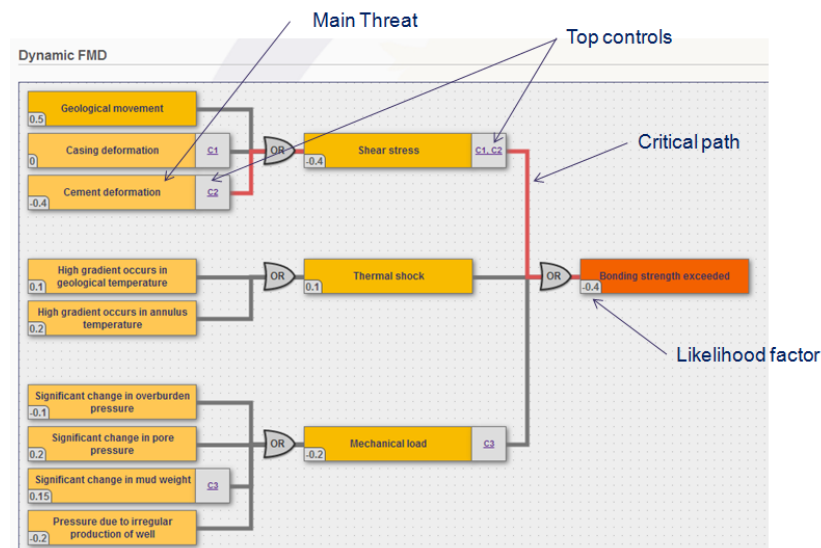 Main Threat
Top controls
Dynamic FMD
Geological movement
0.5
Casing deformation
C1
0
OR
Shear stress
C1, C2
-0.4
Critical path
Cement deformation
C2
-0.4
High gradient occurs in
geological temperature
0.1
OR
Thermal shock
0.1
OR
Bonding strength exceeded
-0.4
High gradient occurs in annulus
temperature
0.2
Likelihood factor
Significant change in overburden
pressure
-0.1
Significant change in pore
pressure
0.2
OR
Mechanical load
C3
-0.2
Significant change in mud weight
C3
0.15
Pressure due to irregular
production of well
-0.2